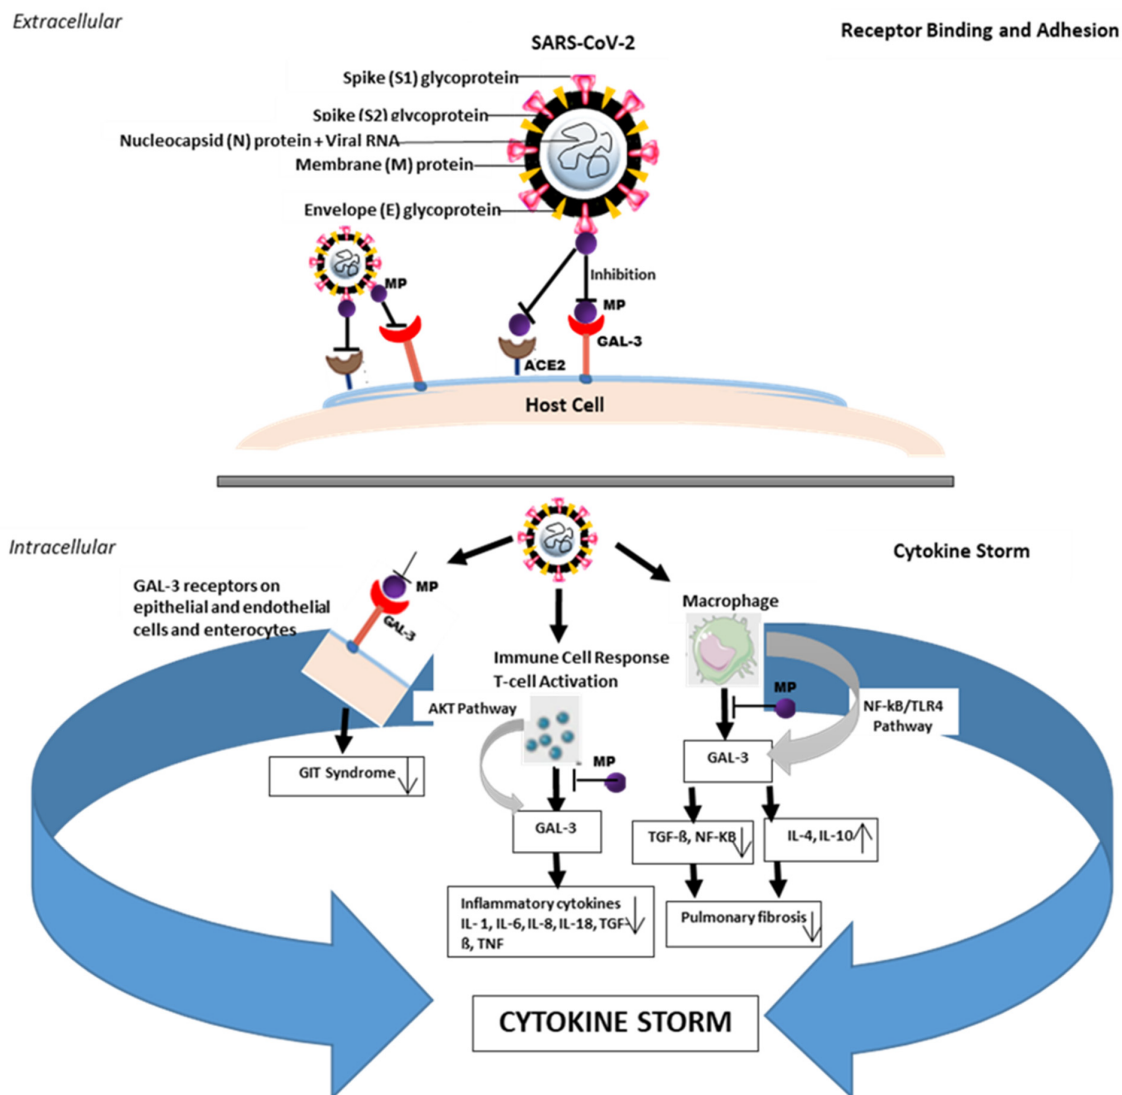 Extracellular
Receptor Binding and Adhesion
SARS-CoV-2
Spike (S1) glycoprotein
Spike (S2) glycoprotein
Nucleocapsid (N) protein + Viral RNA
Membrane (M) protein
Envelope (E) glycoprotein
MP
Inhibition
MP
GAL-3
ACE2
Host Cell
Intracellular
Cytokine Storm
GAL-3 receptors on
epithelial and endothelial
cells and enterocytes
MP
GAL-3
Macrophage
Immune Cell Response
T-cell Activation
AKT Pathway
MP
NF-kB/TLR4
Pathway
GAL-3
GIT Syndrome
MP
GAL-3
TGF-ß, NF-KB
IL-4, IL-10
Inflammatory cytokines
IL- 1, IL-6, IL-8, IL-18, TGF-
ß, TNF
Pulmonary fibrosis
CYTOKINE STORM